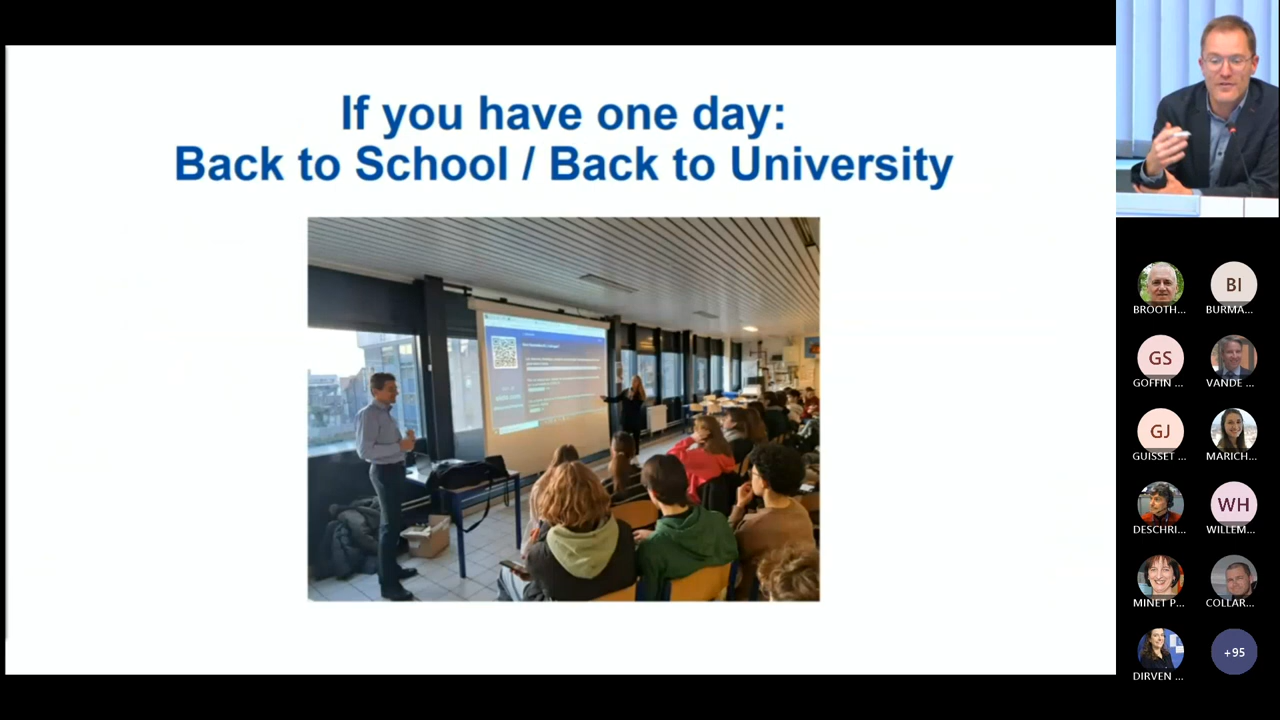 If you have one day:
Back to School / Back to University
BROOTH...
BI
BURMA...
GS
GOFFIN ...
VANDE ...
GJ
GUISSET ...
MARICH...
DESCHRI...
WH
WILLEM...
MINET P...
COLLAR...
DIRVEN ...
+95